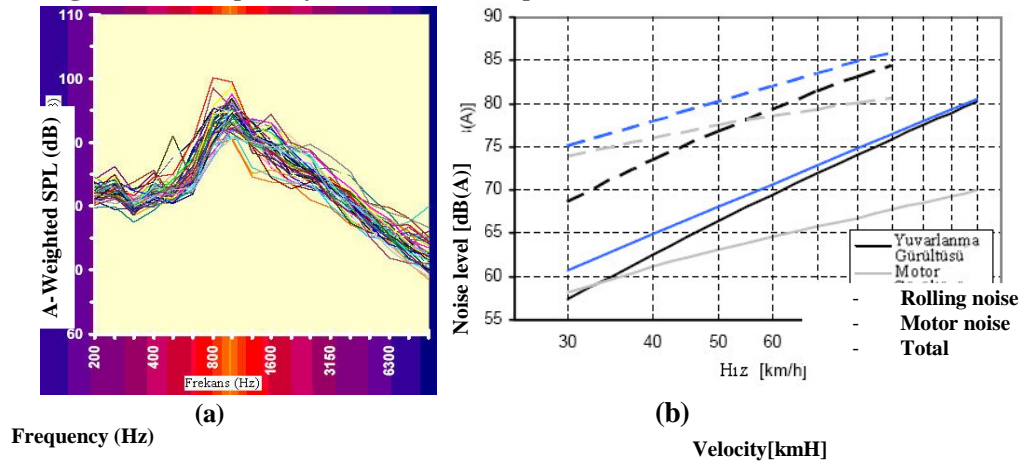 110
100
60
A-Weighted SPL (dB)
200
400
800
1600
3150
6300
Frekans (Hz)
(a)
Frequency (Hz)
90
85
80
75
70
65
60
55
Noise level [dB(A)]
30
40
50
60
Hız [km/h]
Yuvarlanma
Gürültüsü
Motor
- Rolling noise
- Motor noise
- Total
(b)
Velocity[kmH]